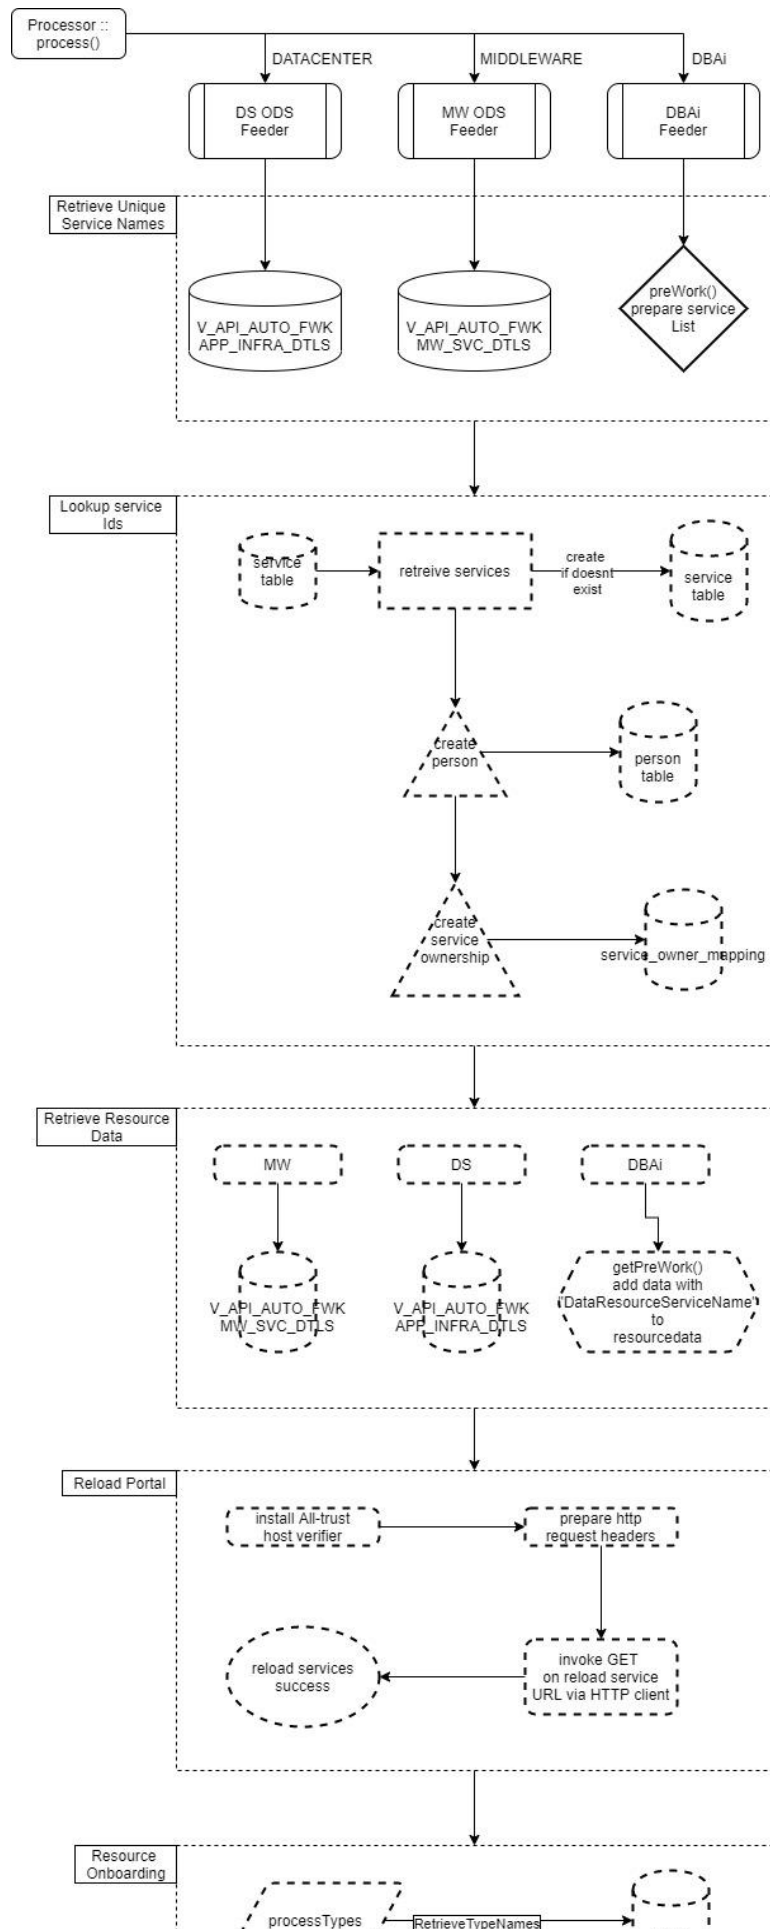 Processor ::
process()
DATACENTER
MIDDLEWARE
DBAi
DS ODS
Feeder
MW ODS
Feeder
DBAi
Feeder
Retrieve Unique
Service Names
V_API_AUTO_FWK
APP_INFRA_DTLS
V_API_AUTO_FWK
MW_SVC_DTLS
preWork()
prepare service
List
Lookup service
Ids
service
table
retreive services
create
if doesnt
exist
service
table
create
person
person
table
create
service
ownership
service_owner_mapping
Retrieve Resource
Data
MW
DS
DBAi
V_API_AUTO_FWK
MW_SVC_DTLS
V_API_AUTO_FWK
APP_INFRA_DTLS
getPreWork()
add data with
"DataResourceServiceName"
to
resourcedata
Reload Portal
install All-trust
host verifier
prepare http
request headers
reload services
success
invoke GET
on reload service
URL via HTTP client
Resource
Onboarding
processTypes
RetrieveTypeNames